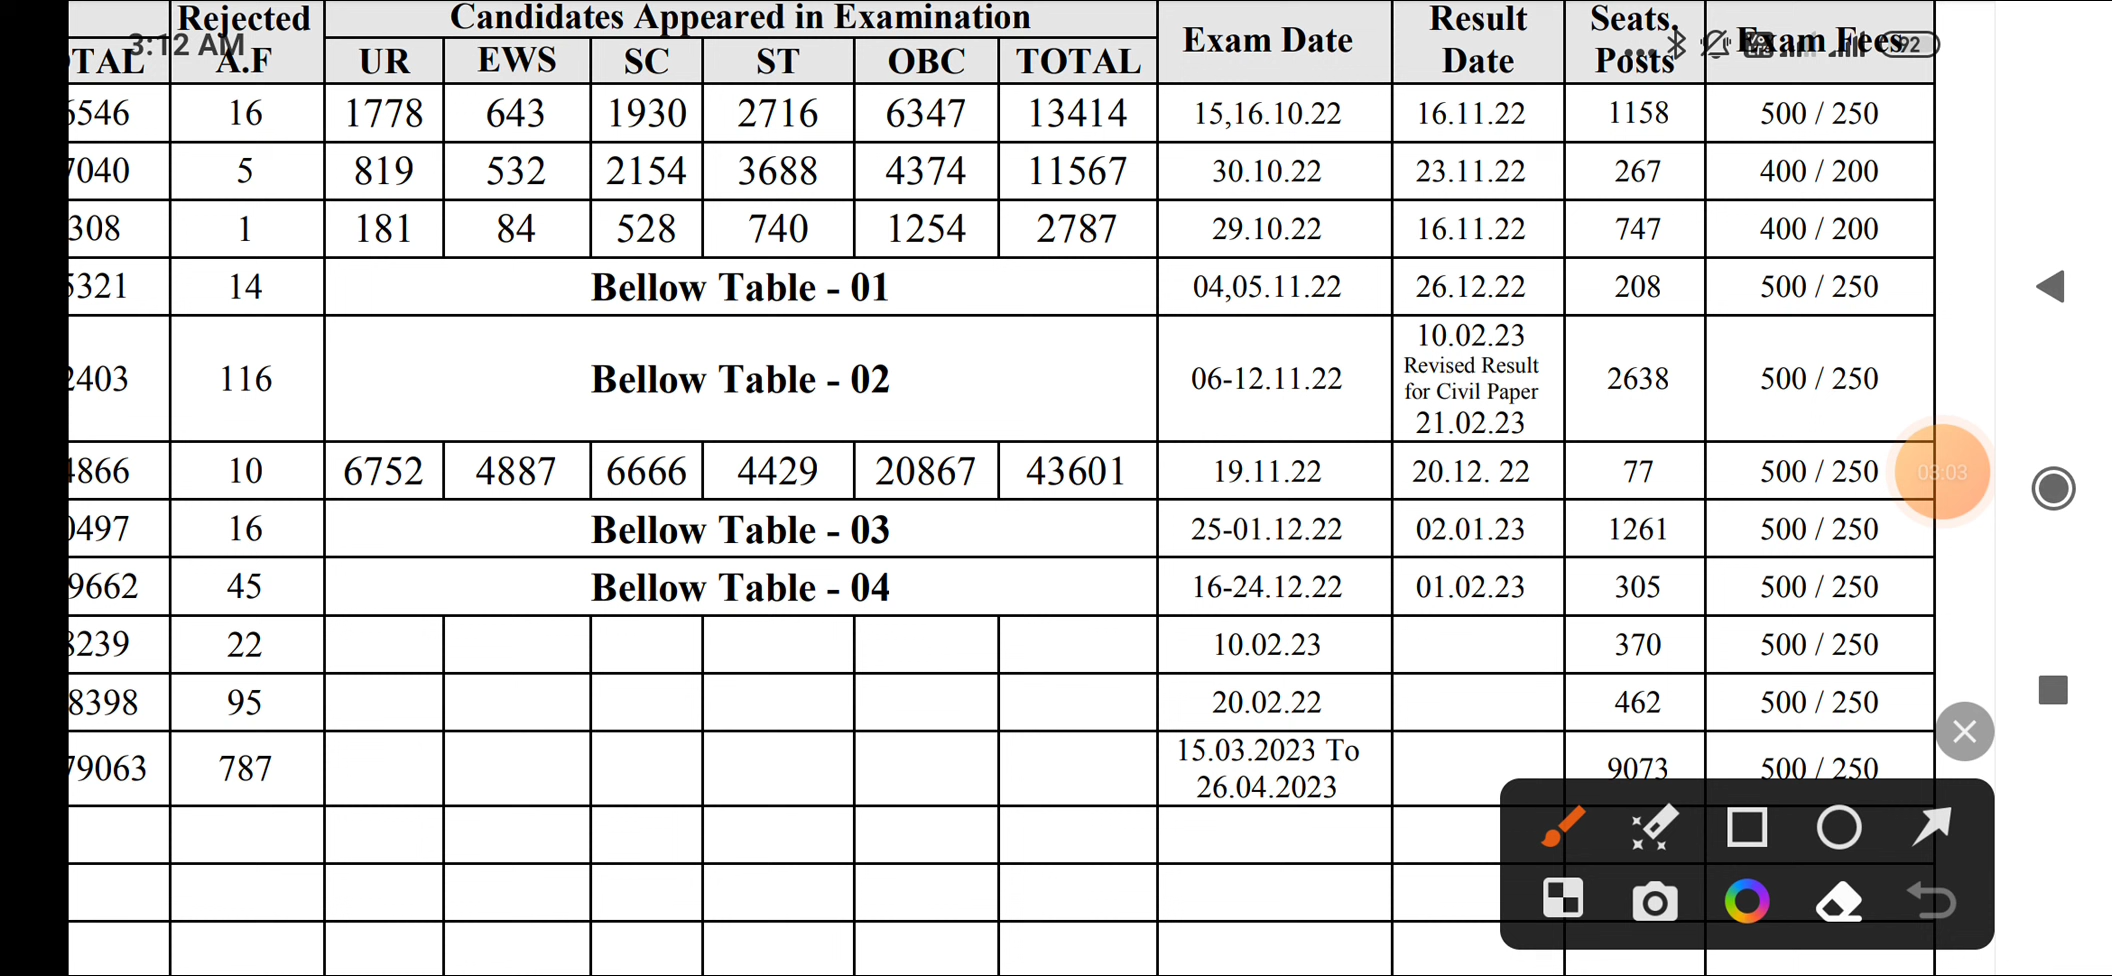 Rejected Candidates Appeared in Examination Exam Date Result Seats, Exam Fees
3:12 AM 92
TAL A.F UR EWS SC ST OBC TOTAL Date Posts
6546 16 1778 643 1930 2716 6347 13414 15,16.10.22 16.11.22 1158 500 / 250
7040 5 819 532 2154 3688 4374 11567 30.10.22 23.11.22 267 400 / 200
308 1 181 84 528 740 1254 2787 29.10.22 16.11.22 747 400 / 200
5321 14 Bellow Table - 01 04,05.11.22 26.12.22 208 500 / 250
2403 116 Bellow Table - 02 06-12.11.22 10.02.23 2638 500 / 250
Revised Result
for Civil Paper
21.02.23
4866 10 6752 4887 6666 4429 20867 43601 19.11.22 20.12. 22 77 500 / 250
03:03
0497 16 Bellow Table - 03 25-01.12.22 02.01.23 1261 500 / 250
9662 45 Bellow Table - 04 16-24.12.22 01.02.23 305 500 / 250
8239 22 10.02.23 370 500 / 250
8398 95 20.02.22 462 500 / 250
79063 787 15.03.2023 To 9073 500 / 250
26.04.2023